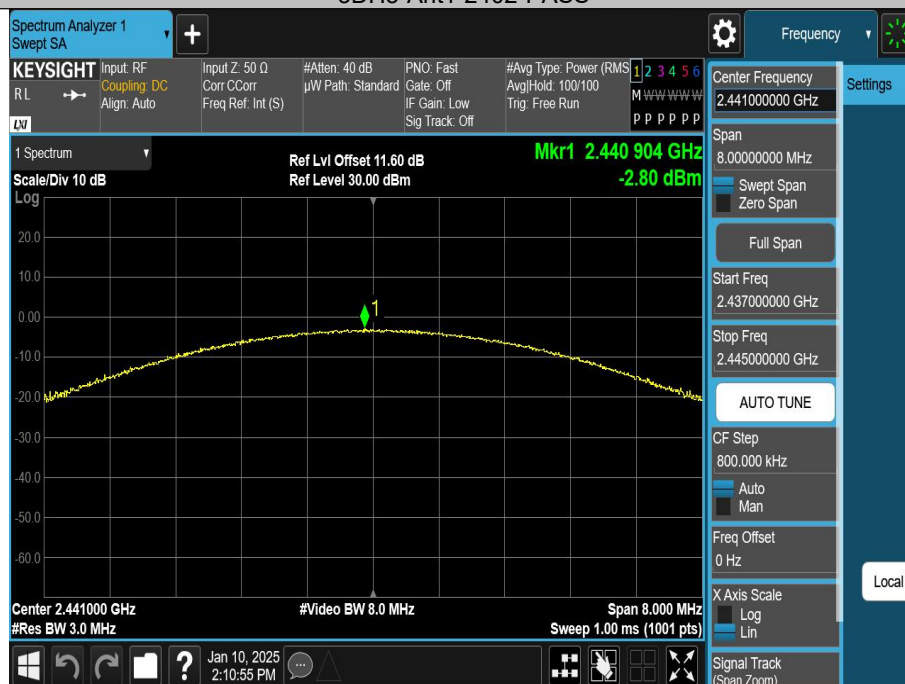 Spectrum Analyzer 1
Swept SA
Frequency
KEYSIGHT
RL
LXI
Input: RF
Coupling: DC
Align: Auto
Input Z: 50 Ω
Corr CCorr
Freq Ref: Int (S)
#Atten: 40 dB
µW Path: Standard
PNO: Fast
Gate: Off
IF Gain: Low
Sig Track: Off
#Avg Type: Power (RMS
Avg|Hold: 100/100
Trig: Free Run
1 2 3 4 5 6
M W W W W W
P P P P P P
1 Spectrum
Scale/Div 10 dB
Log
Ref Lvl Offset 11.60 dB
Ref Level 30.00 dBm
Mkr1 2.440 904 GHz
-2.80 dBm
1
20.0
10.0
0.00
-10.0
-20.0
-30.0
-40.0
-50.0
-60.0
Center 2.441000 GHz
#Res BW 3.0 MHz
#Video BW 8.0 MHz
Span 8.000 MHz
Sweep 1.00 ms (1001 pts)
Jan 10, 2025
2:10:55 PM
Center Frequency
2.441000000 GHz
Span
8.00000000 MHz
Swept Span
Zero Span
Full Span
Start Freq
2.437000000 GHz
Stop Freq
2.445000000 GHz
AUTO TUNE
CF Step
800.000 kHz
Auto
Man
Freq Offset
0 Hz
X Axis Scale
Log
Lin
Signal Track
(Span Zoom)
Settings
Local